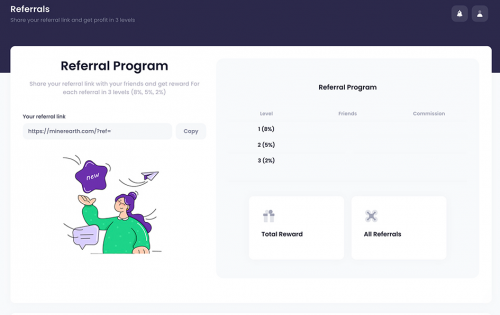 Referrals
Share your referral link and get profit in 3 levels
Referral Program
Share your referral link with your friends and get reward For
each referral in 3 levels (8%, 5%, 2%)
Your referral link
https://minerearth.com/?ref=
Copy
new
Referral Program
Level Friends Commission
1 (8%)
2 (5%)
3 (2%)
Total Reward
All Referrals